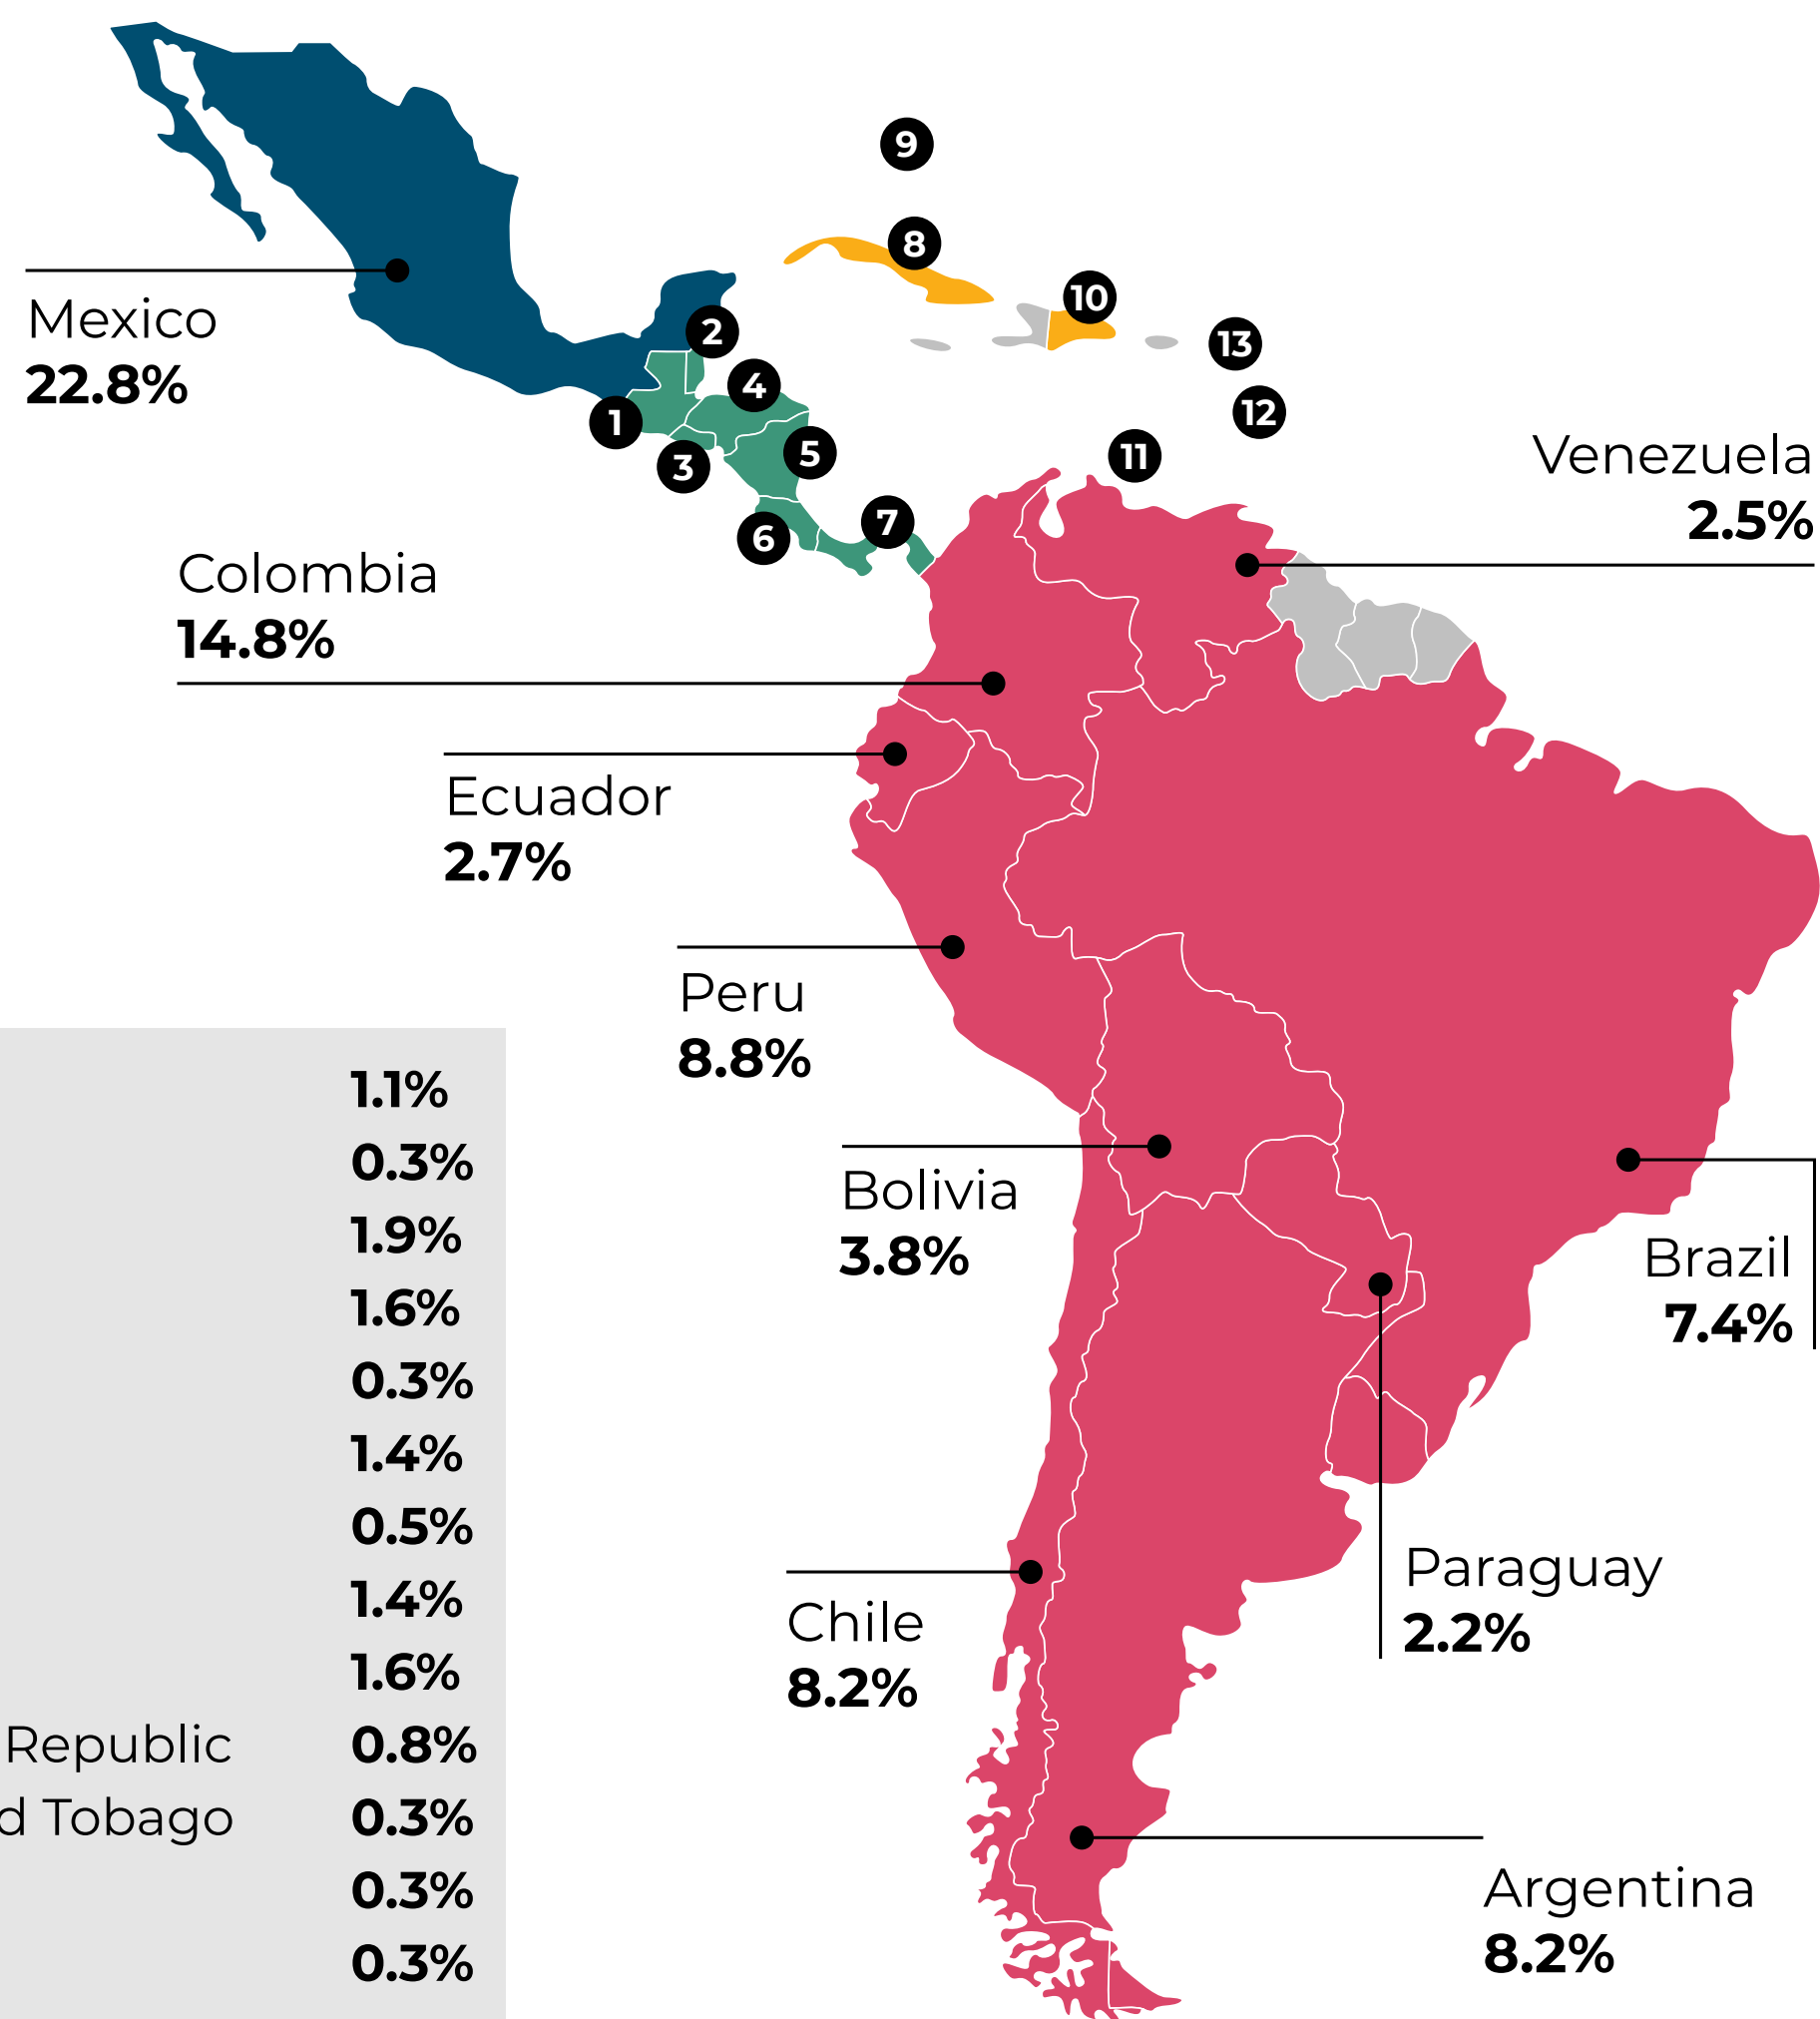 9
8
10
Mexico
22.8%
2
13
4
12
1
3
5
11
Venezuela
2.5%
6
7
Colombia
14.8%
Ecuador
2.7%
Peru
8.8%
Bolivia
3.8%
Brazil
7.4%
Paraguay
2.2%
Chile
8.2%
Argentina
8.2%
1.1%
0.3%
1.9%
1.6%
0.3%
1.4%
0.5%
1.4%
1.6%
Republic 0.8%
d Tobago 0.3%
0.3%
0.3%